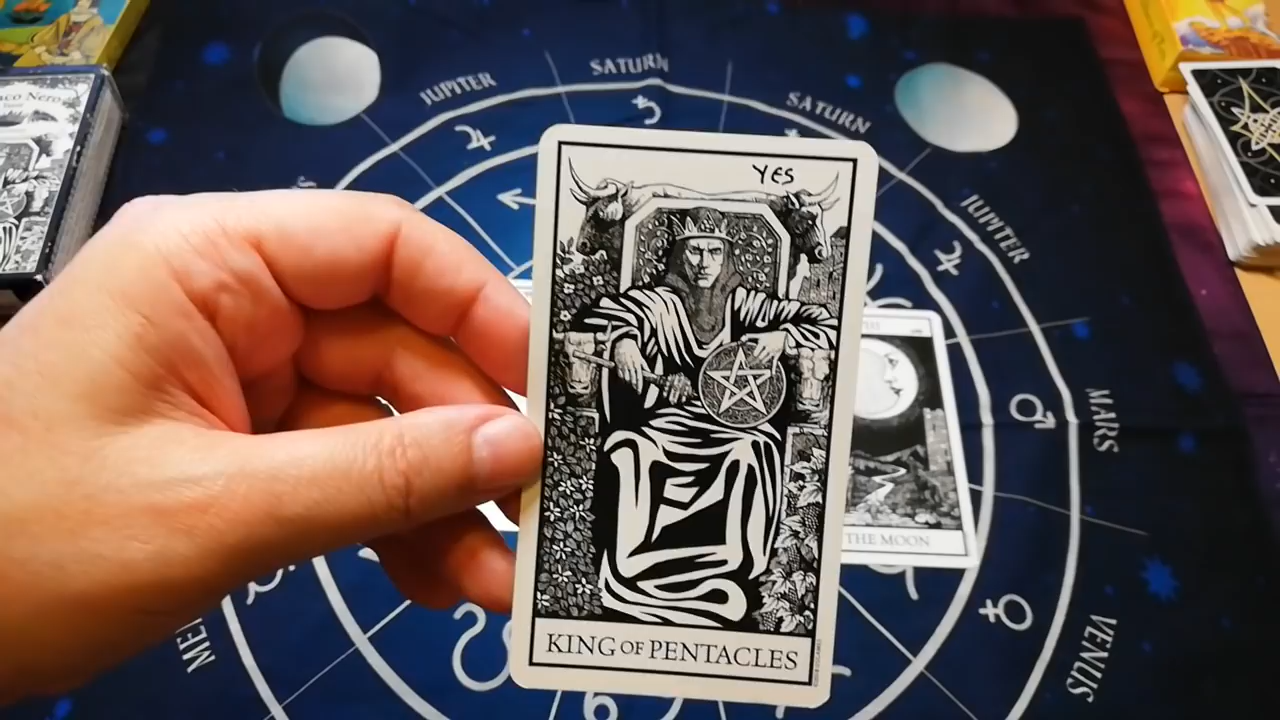 SATURN
JUPITER
SATURN
YES
JUPITER
MARS
THE MOON
VENUS
KING OF PENTACLES